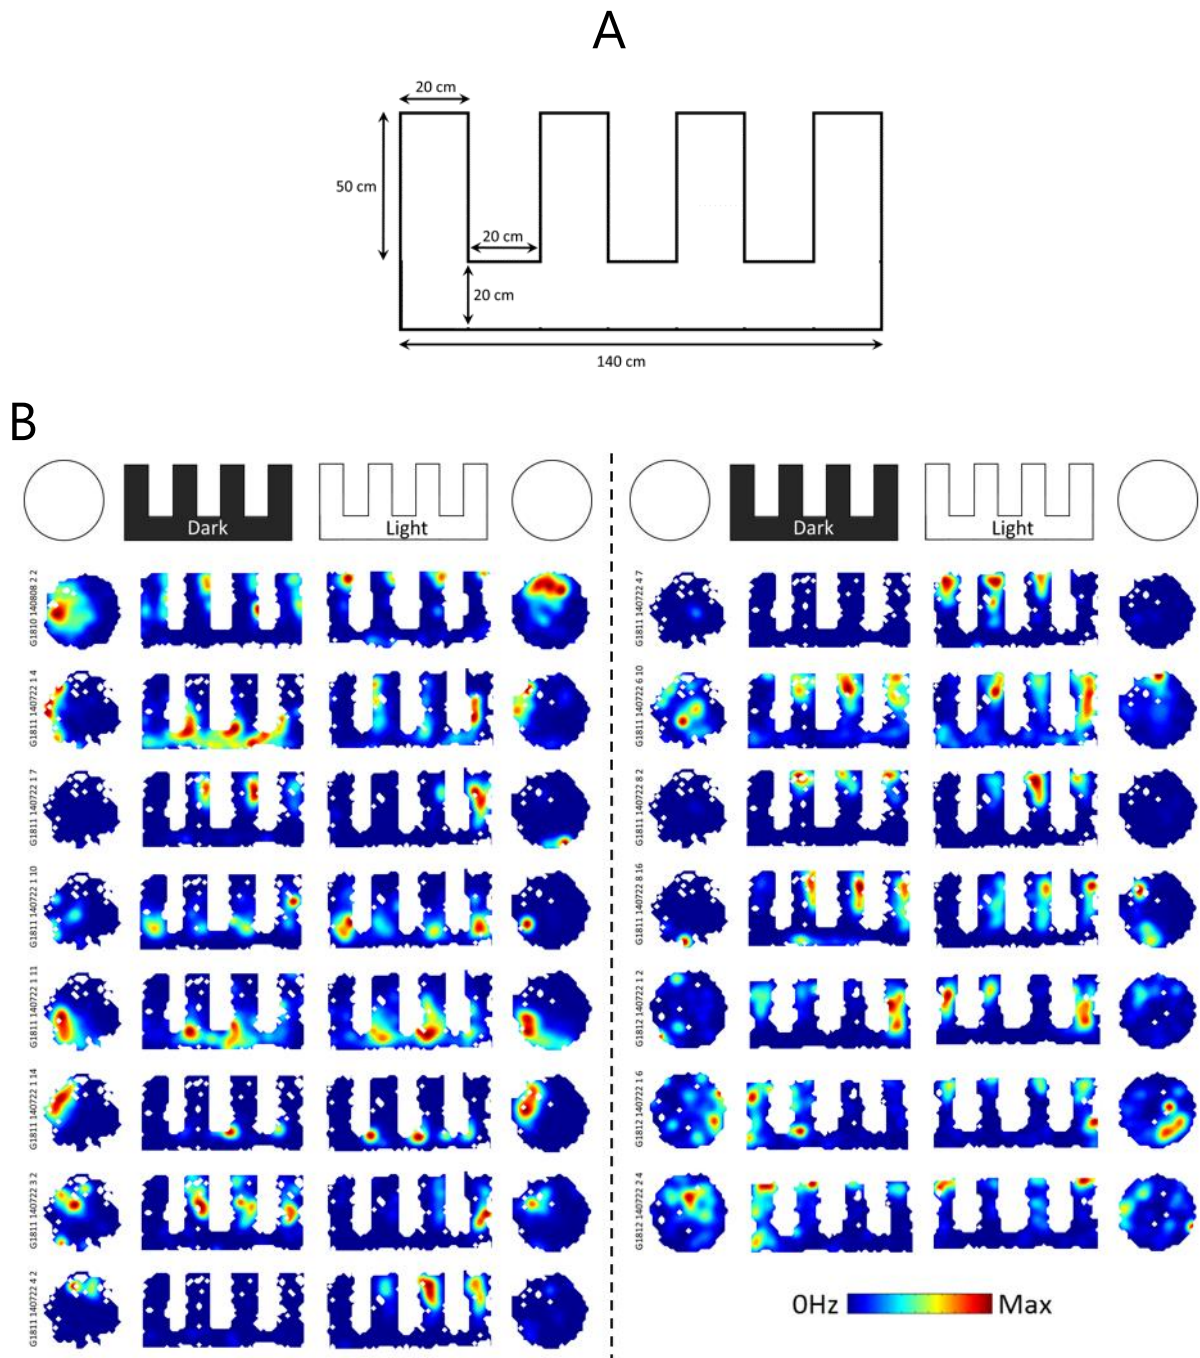 A
20 cm
50 cm
20 cm
20 cm
140 cm
B
Dark
Light
Dark
Light
G1810 140808 2 2
G1811 140722 1 4
G1811 140722 1 7
G1811 140722 1 10
G1811 140722 1 11
G1811 140722 1 14
G1811 140722 3 2
G1811 140722 4 2
G1811 140722 4 7
G1811 140722 6 10
G1811 140722 8 2
G1811 140722 8 16
G1812 140722 1 2
G1812 140722 1 6
G1812 140722 2 4
0Hz
Max